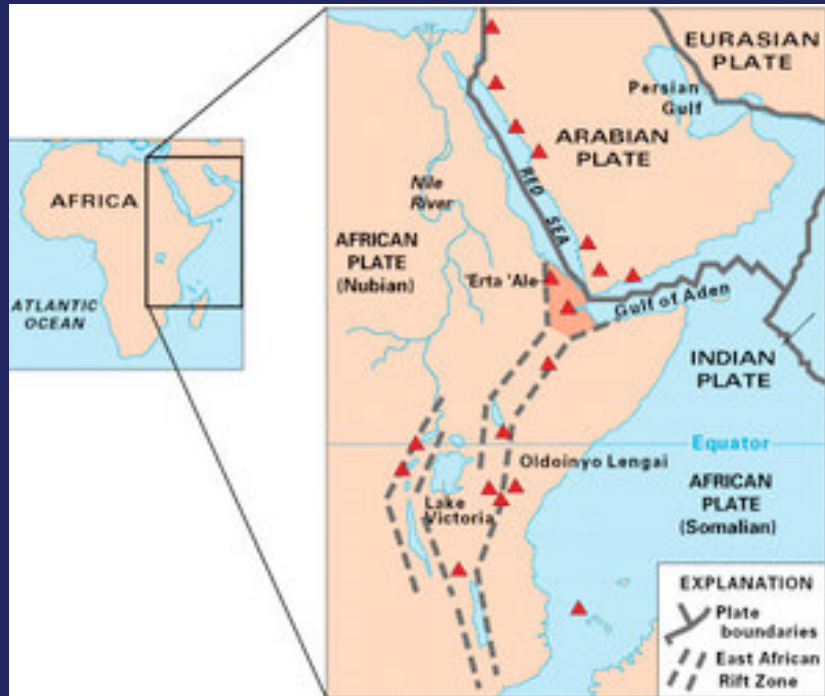 AFRICA
ATLANTIC
OCEAN
EURASIAN
PLATE
Persian
Gulf
ARABIAN
PLATE
Nile
River
RED SEA
AFRICAN
PLATE
(Nubian)
'Erta 'Ale
Gulf of Aden
INDIAN
PLATE
Equator
Oldoinyo Lengai
Lake
Victoria
AFRICAN
PLATE
(Somalian)
EXPLANATION
Plate
boundaries
East African
Rift Zone